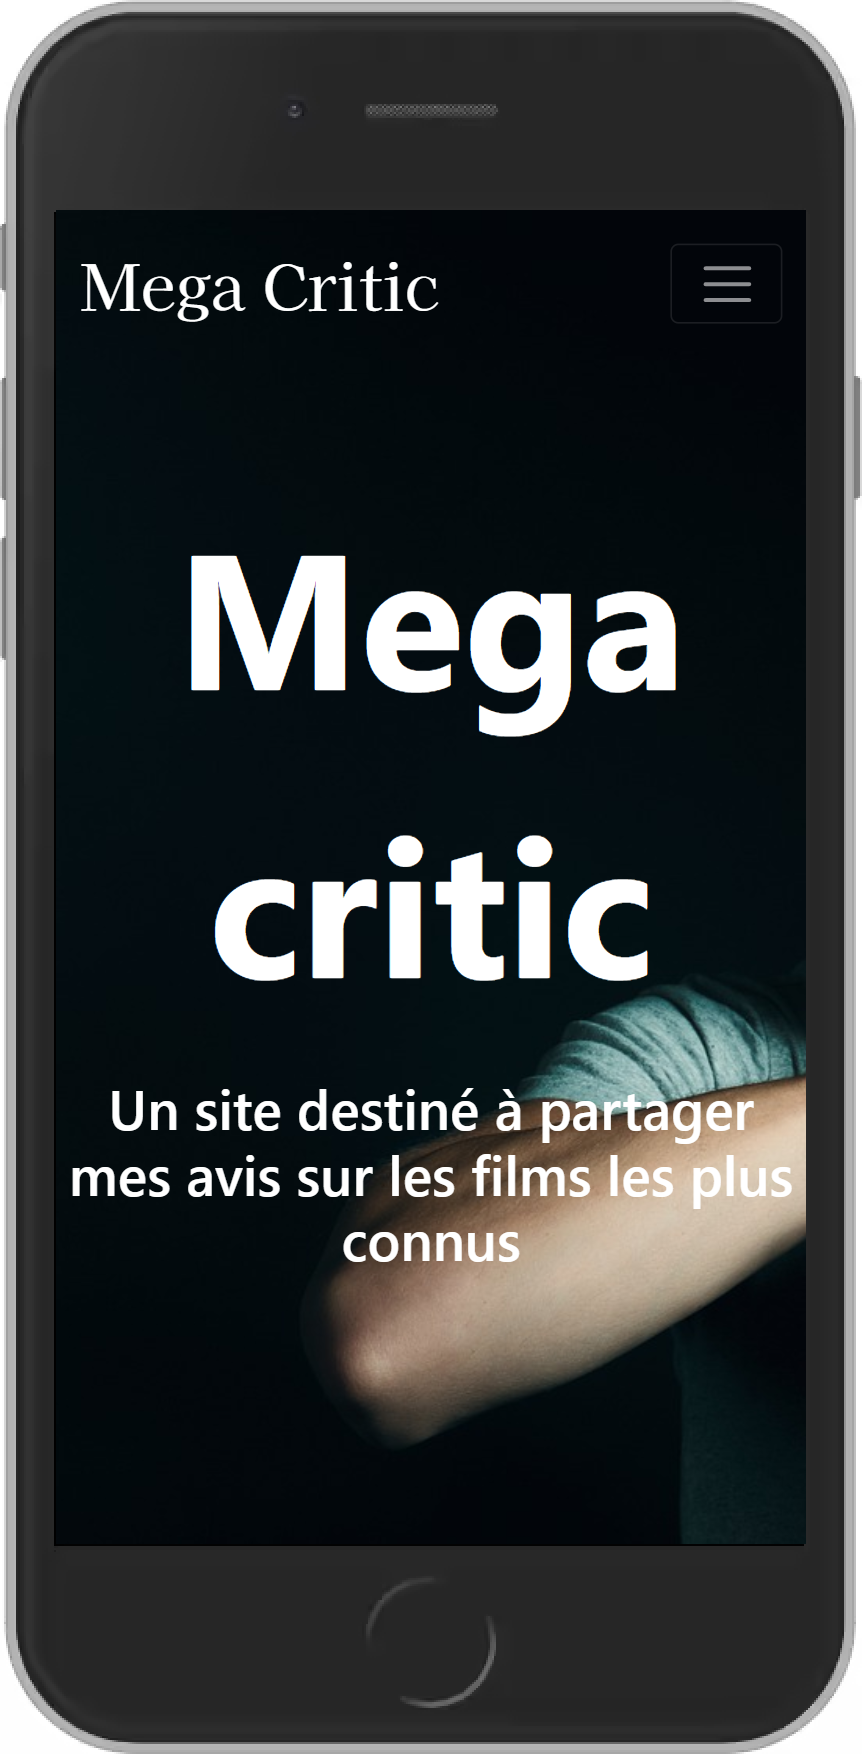 Mega Critic
Mega
critic
Un site destiné à partager
mes avis sur les films les plus
connus